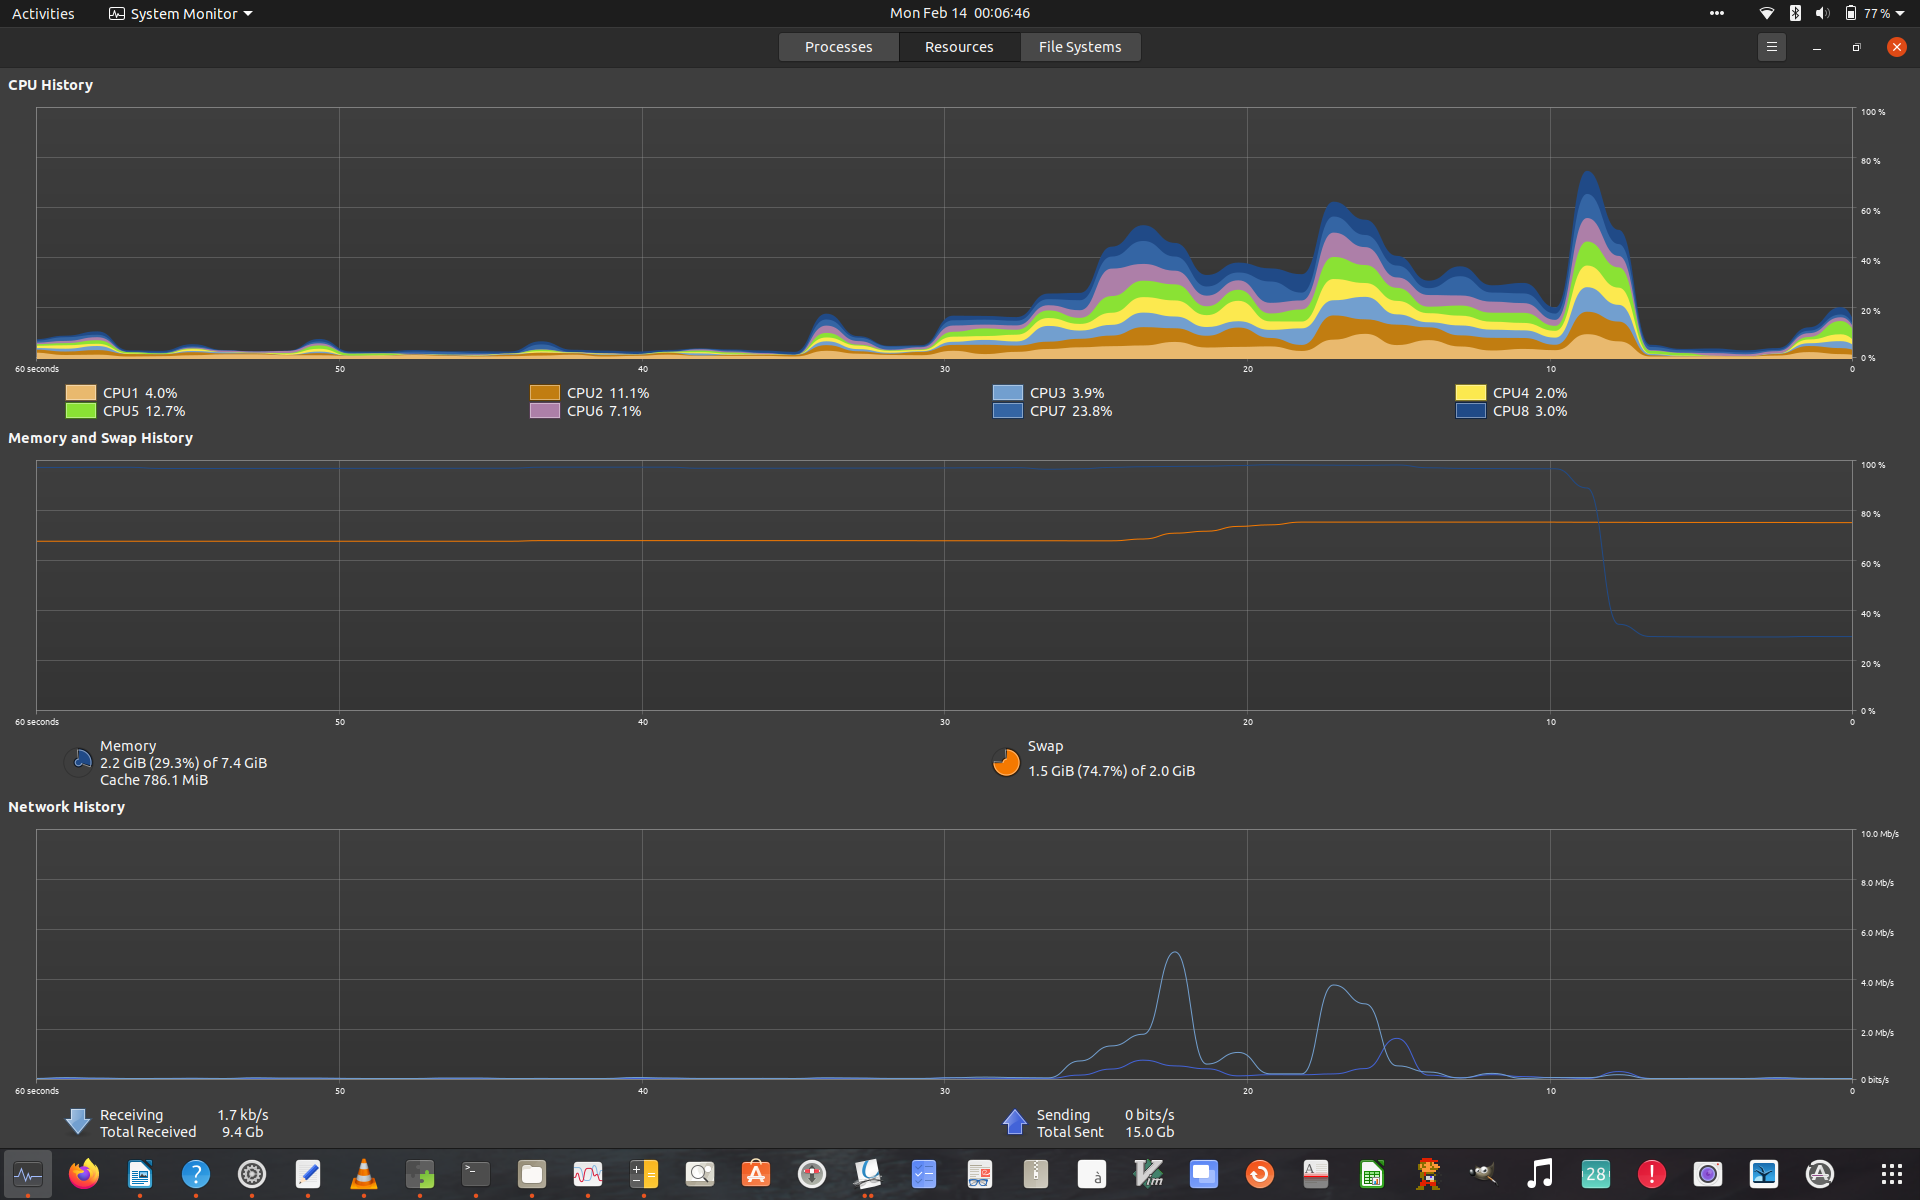 Activities System Monitor Mon Feb 14 00:06:46 77 %
Processes Resources File Systems
CPU History
100 %
80 %
60 %
40 %
20 %
0 %
60 seconds 50 40 30 20 10 0
CPU1 4.0% CPU2 11.1% CPU3 3.9% CPU4 2.0%
CPU5 12.7% CPU6 7.1% CPU7 23.8% CPU8 3.0%
Memory and Swap History
100 %
80 %
60 %
40 %
20 %
0 %
60 seconds 50 40 30 20 10 0
Memory
2.2 GiB (29.3%) of 7.4 GiB
Cache 786.1 MiB
Swap
1.5 GiB (74.7%) of 2.0 GiB
Network History
10.0 Mb/s
8.0 Mb/s
6.0 Mb/s
4.0 Mb/s
2.0 Mb/s
0 bits/s
60 seconds 50 40 30 20 10 0
Receiving 1.7 kb/s Sending 0 bits/s
Total Received 9.4 Gb Total Sent 15.0 Gb
? >_ à Vim A 28 !